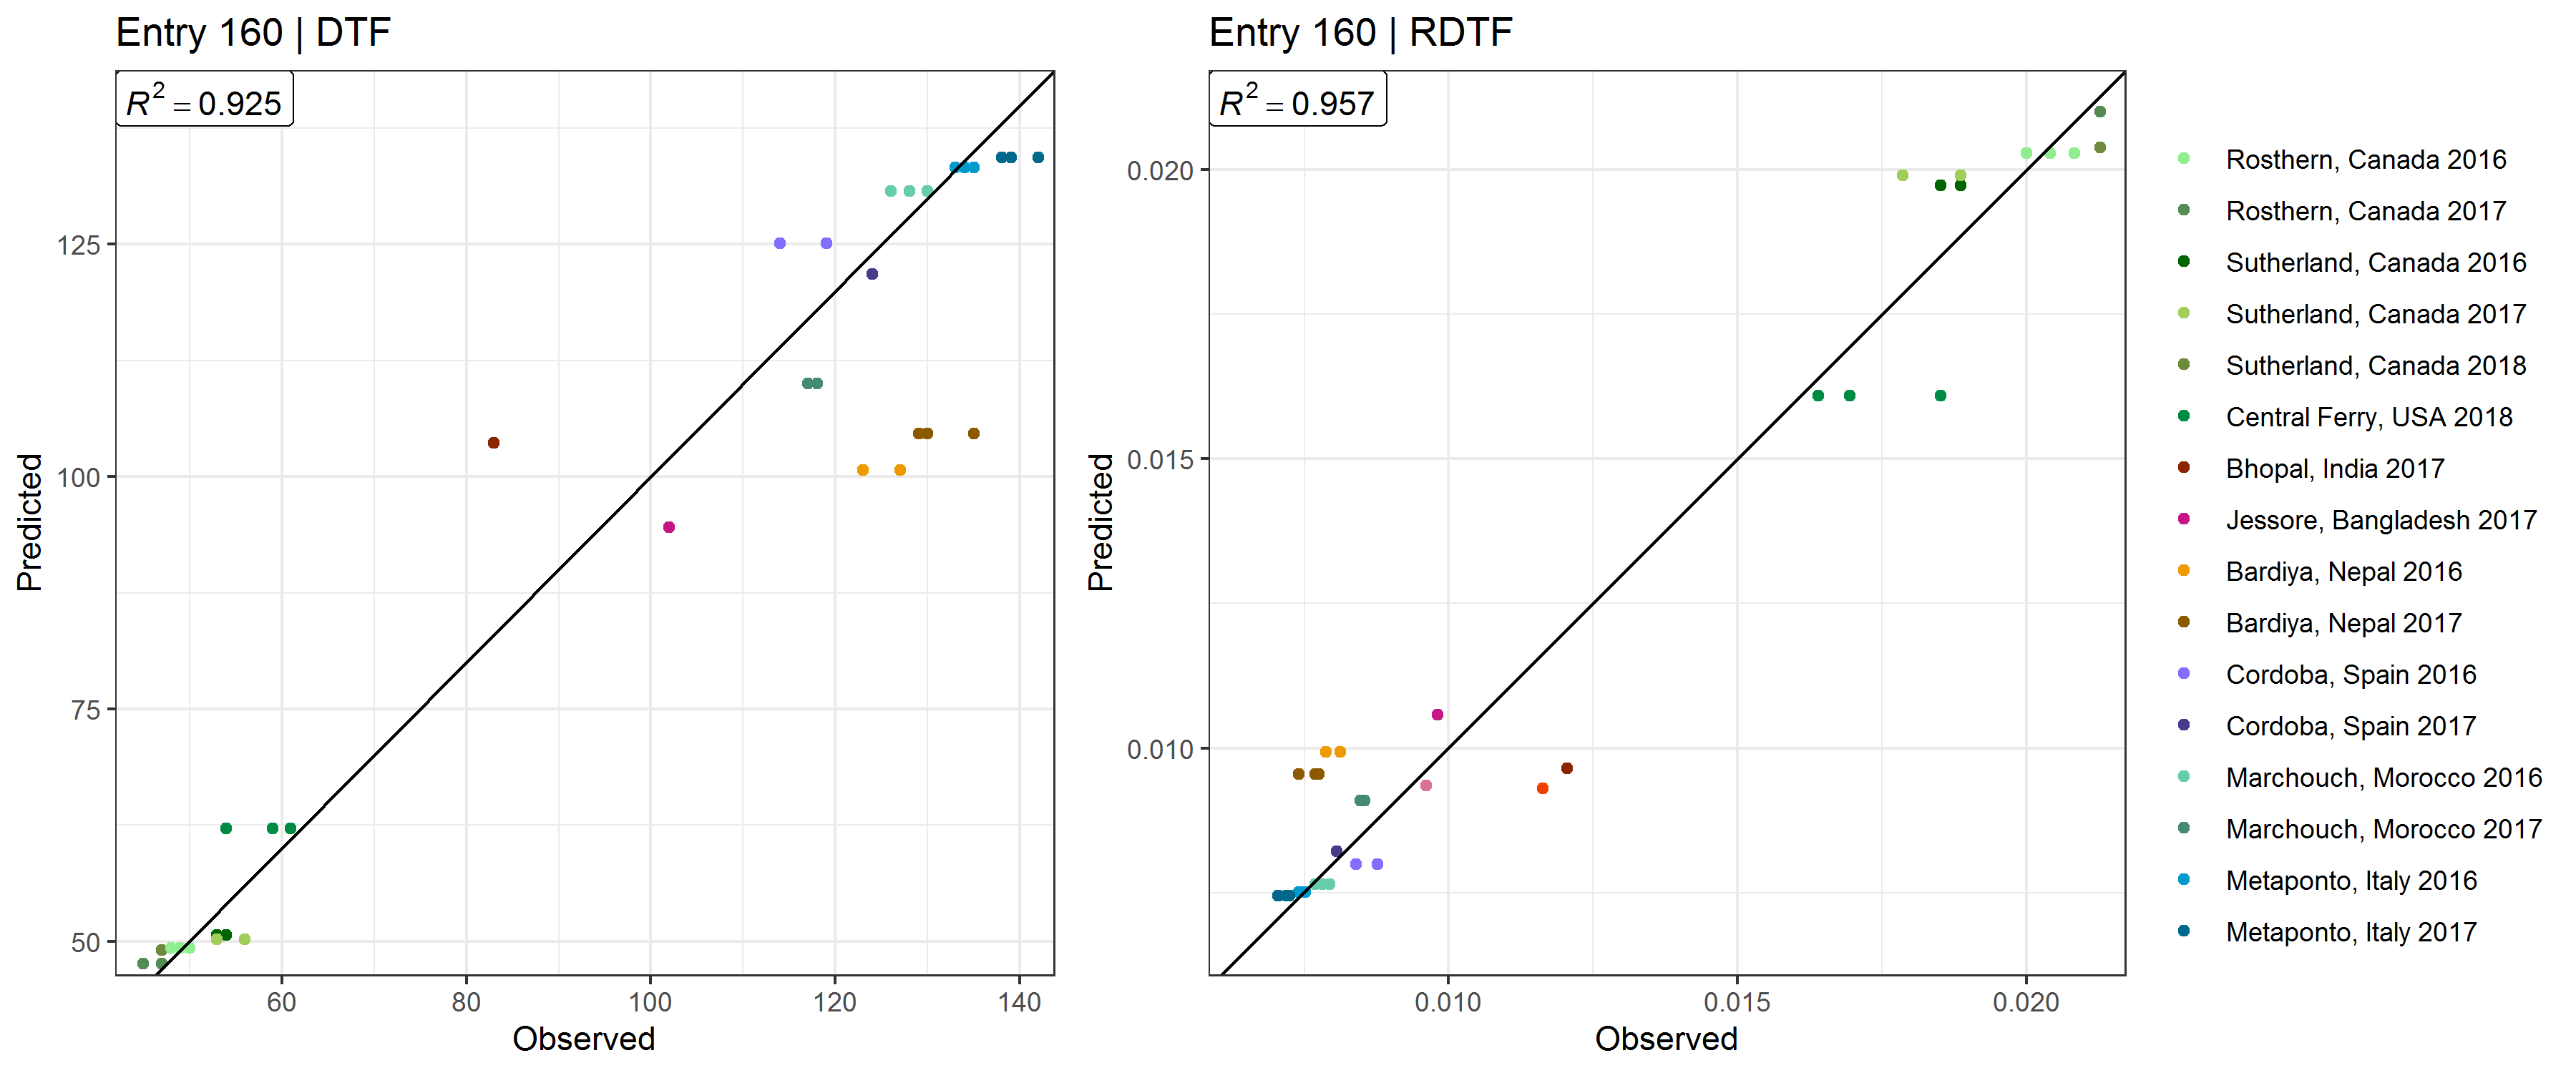 Entry 160 | DTF
R² = 0.925
125
100
75
50
60
80
100
120
140
Observed
Predicted
Entry 160 | RDTF
R² = 0.957
0.020
0.015
0.010
0.010
0.015
0.020
Observed
Predicted
Rosthern, Canada 2016
Rosthern, Canada 2017
Sutherland, Canada 2016
Sutherland, Canada 2017
Sutherland, Canada 2018
Central Ferry, USA 2018
Bhopal, India 2017
Jessore, Bangladesh 2017
Bardiya, Nepal 2016
Bardiya, Nepal 2017
Cordoba, Spain 2016
Cordoba, Spain 2017
Marchouch, Morocco 2016
Marchouch, Morocco 2017
Metaponto, Italy 2016
Metaponto, Italy 2017